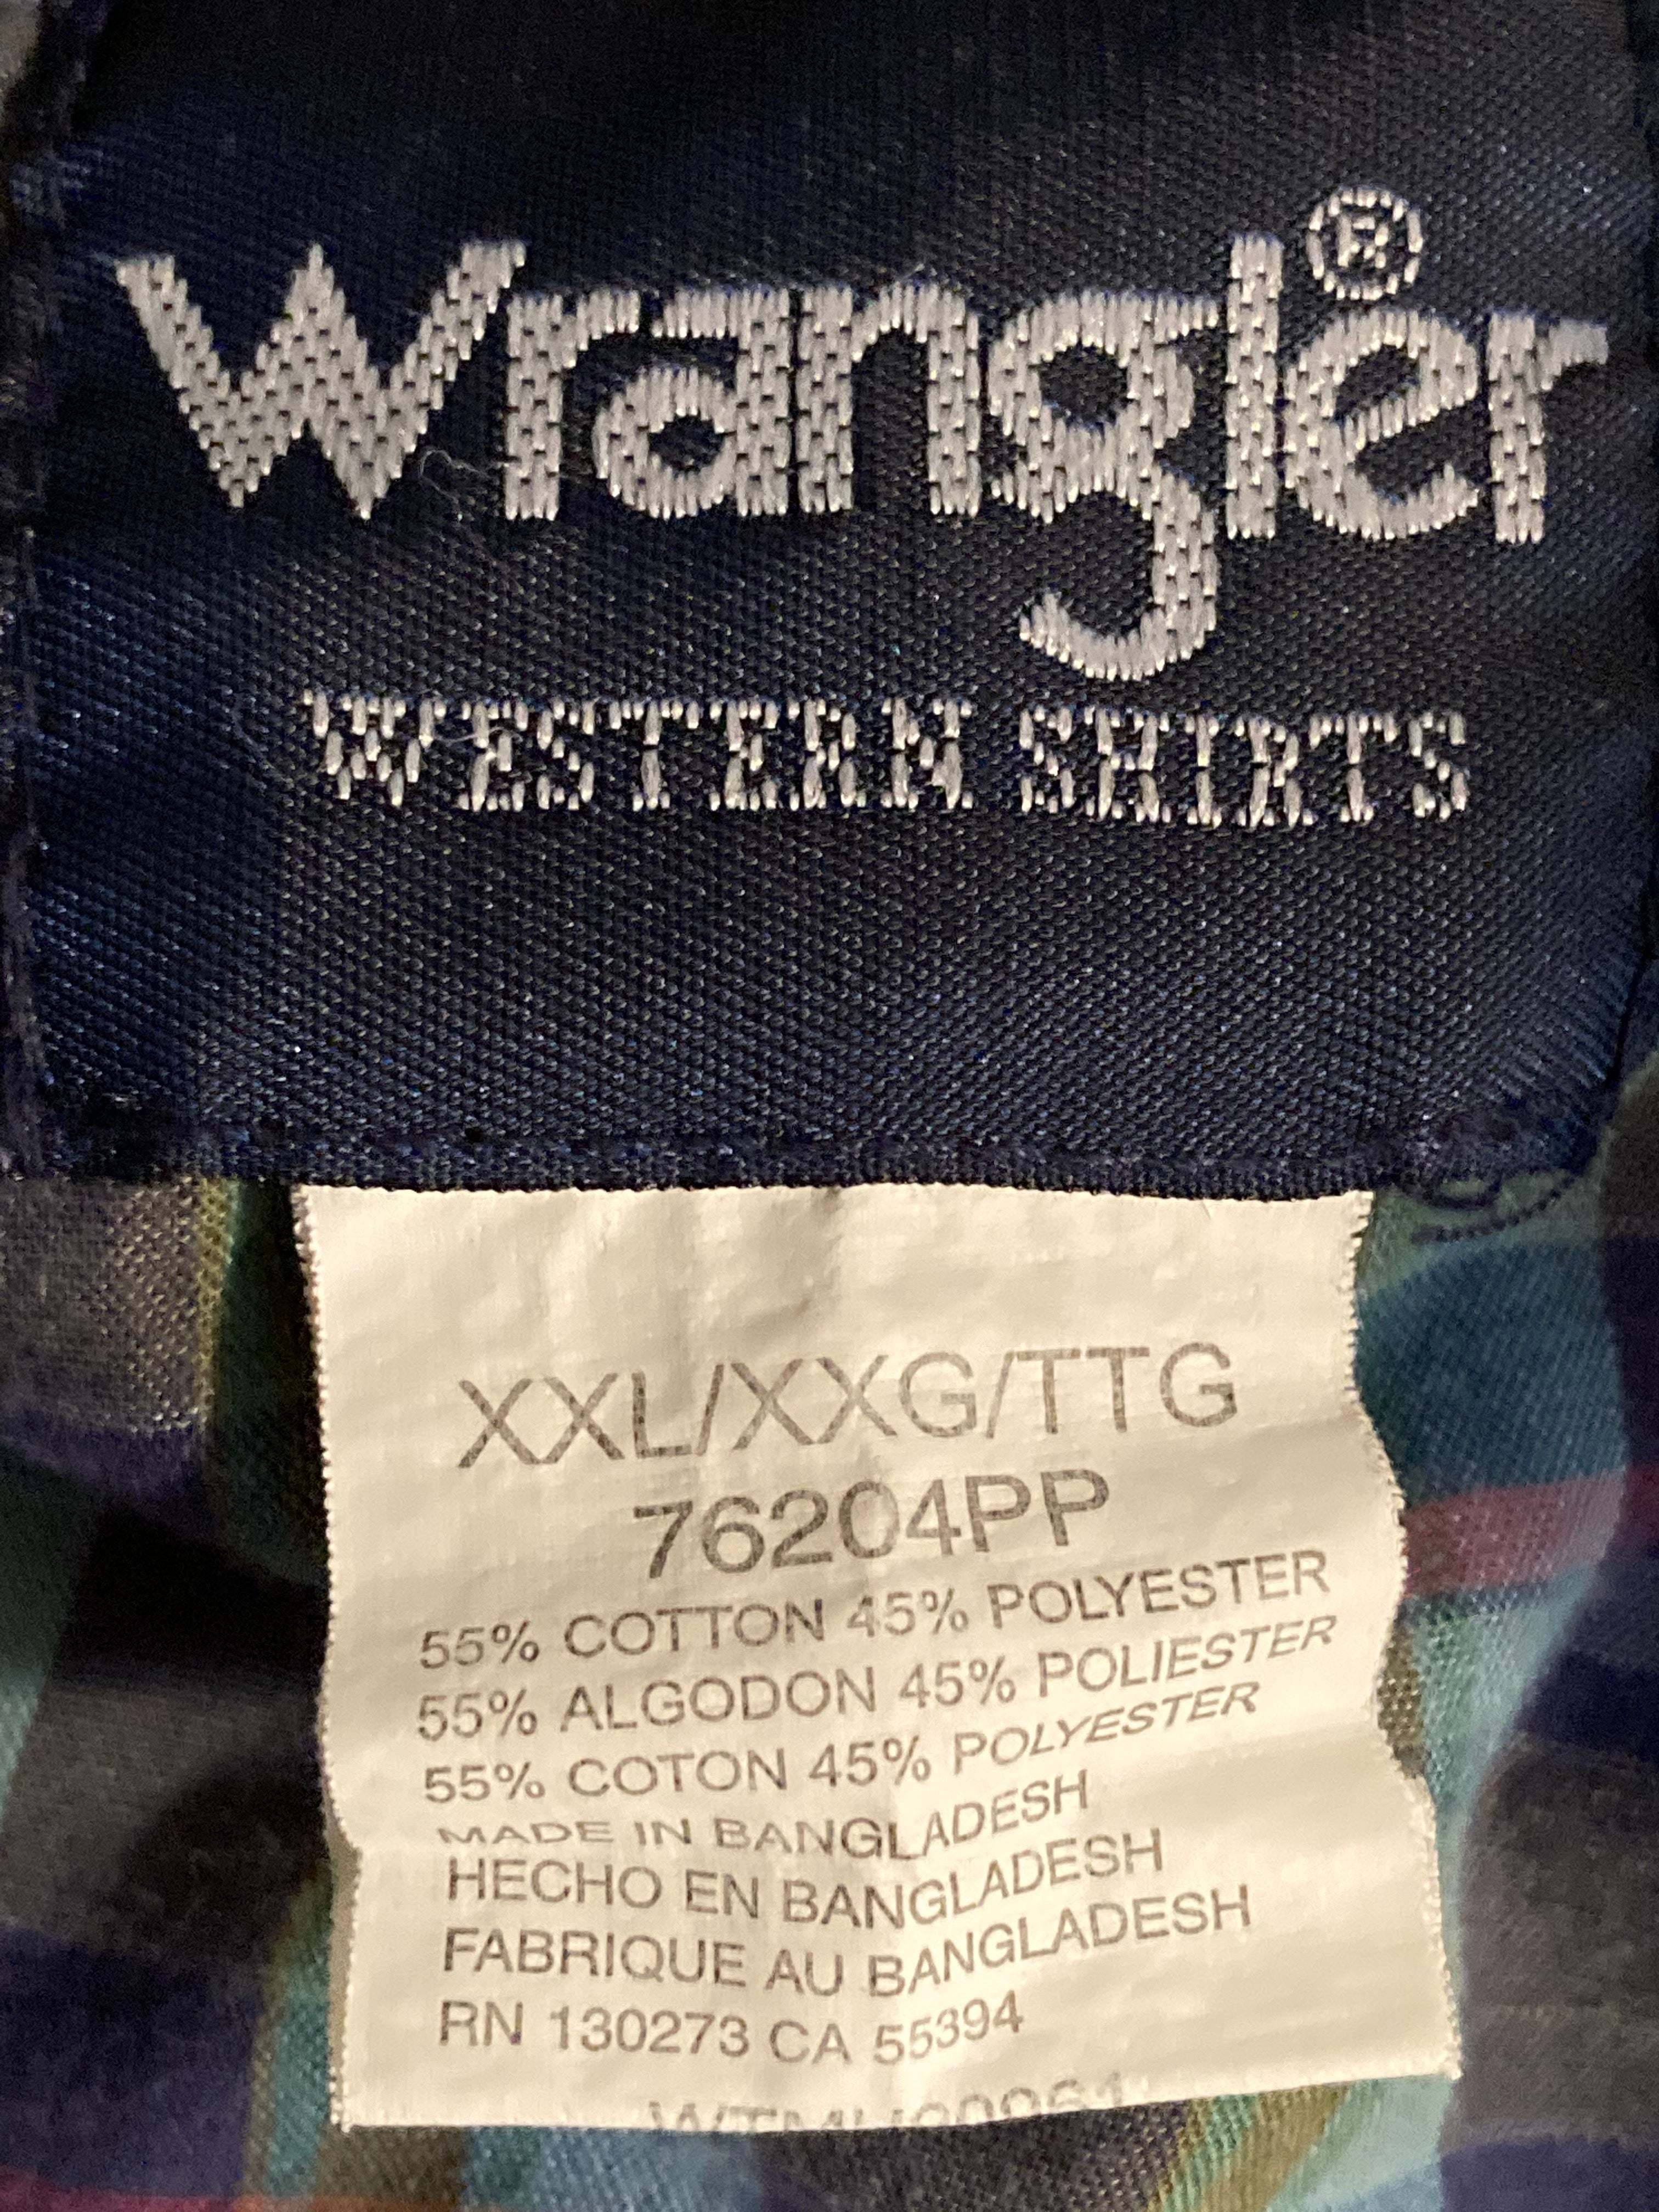 Wrangler®
WESTERN SHIRTS
XXL/XXG/TTG
76204PP
55% COTTON 45% POLYESTER
55% ALGODON 45% POLIESTER
55% COTON 45% POLYESTER
MADE IN BANGLADESH
HECHO EN BANGLADESH
FABRIQUE AU BANGLADESH
RN 130273 CA 55394